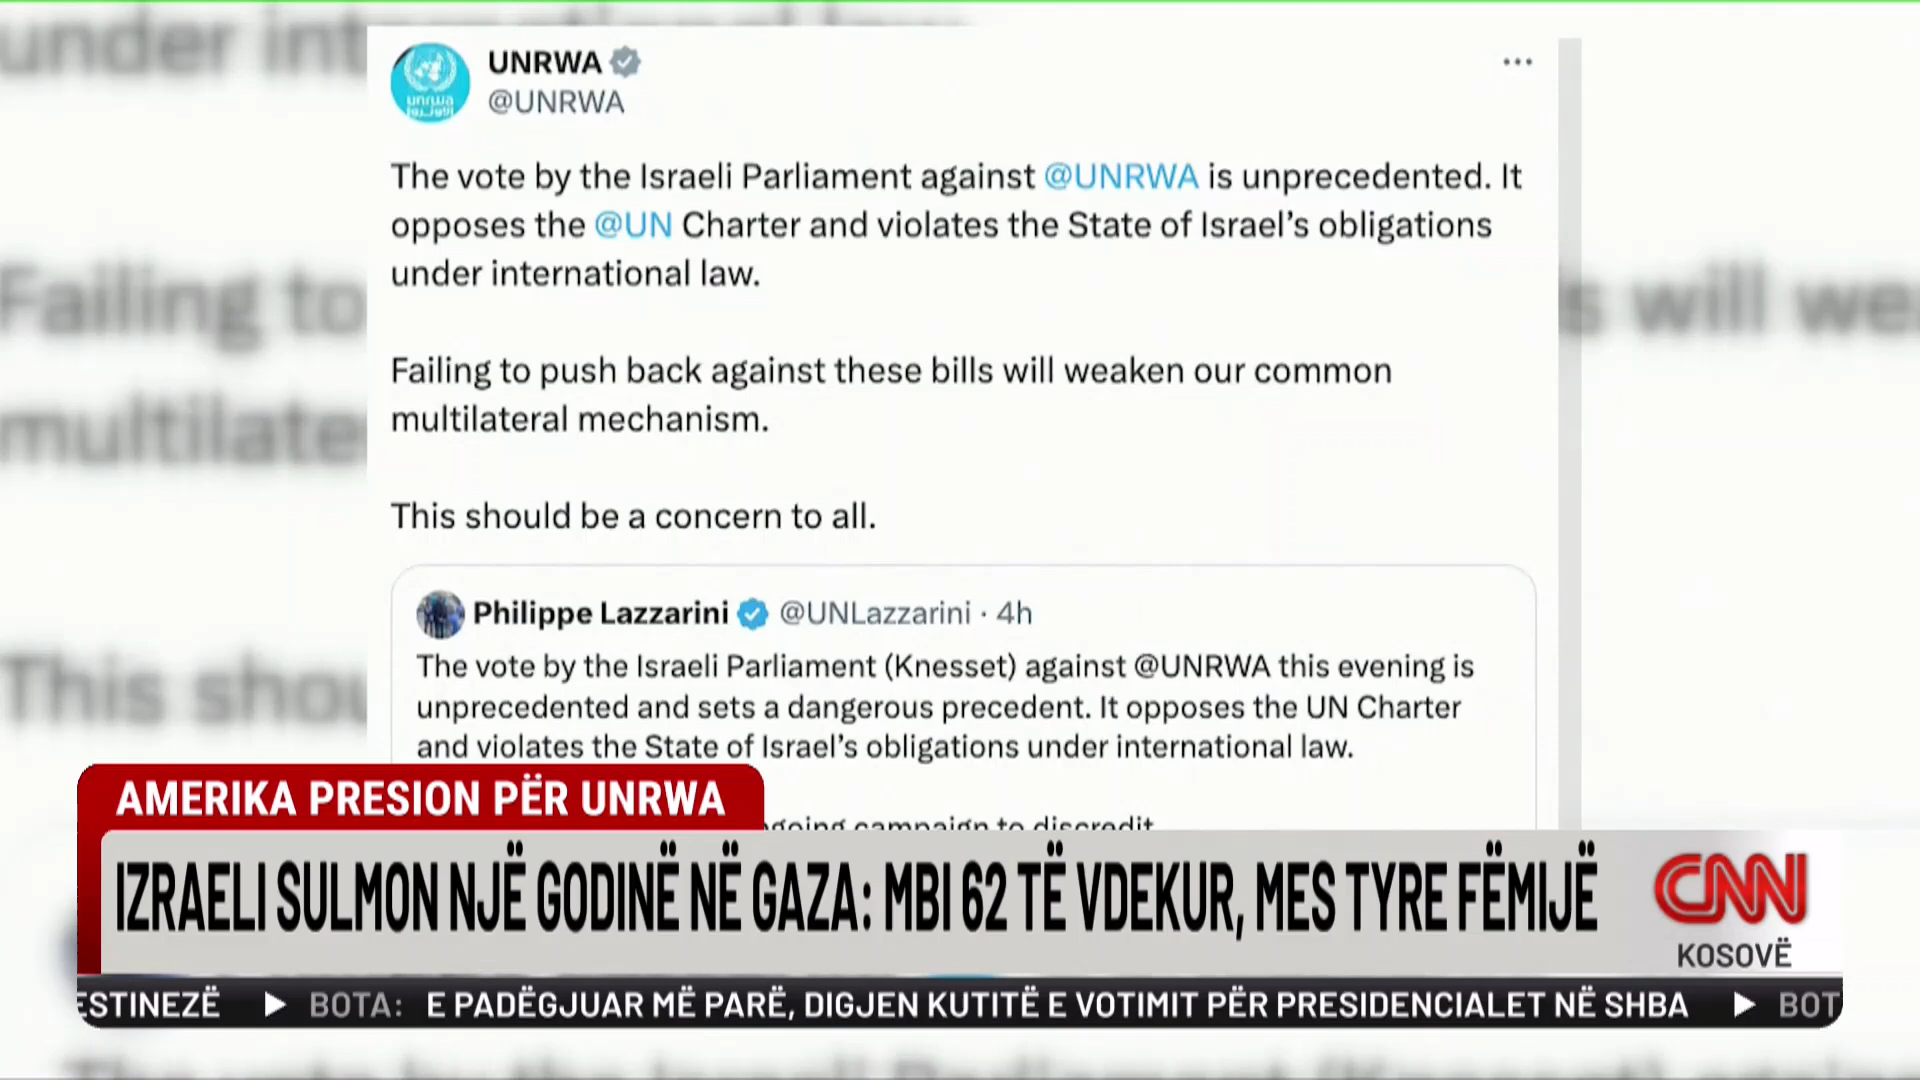 UNRWA
@UNRWA
The vote by the Israeli Parliament against @UNRWA is unprecedented. It
opposes the @UN Charter and violates the State of Israel’s obligations
under international law.
Failing to push back against these bills will weaken our common
multilateral mechanism.
This should be a concern to all.
Philippe Lazzarini @UNLazzarini · 4h
The vote by the Israeli Parliament (Knesset) against @UNRWA this evening is
unprecedented and sets a dangerous precedent. It opposes the UN Charter
and violates the State of Israel’s obligations under international law.
campaign to discredit
AMERIKA PRESION PËR UNRWA
IZRAELI SULMON NJË GODINË NË GAZA: MBI 62 TË VDEKUR, MES TYRE FËMIJË
CNN
KOSOVË
ESTINEZË ▶ BOTA: E PADËGJUAR MË PARË, DIGJEN KUTITË E VOTIMIT PËR PRESIDENCIALET NË SHBA ▶ BOT